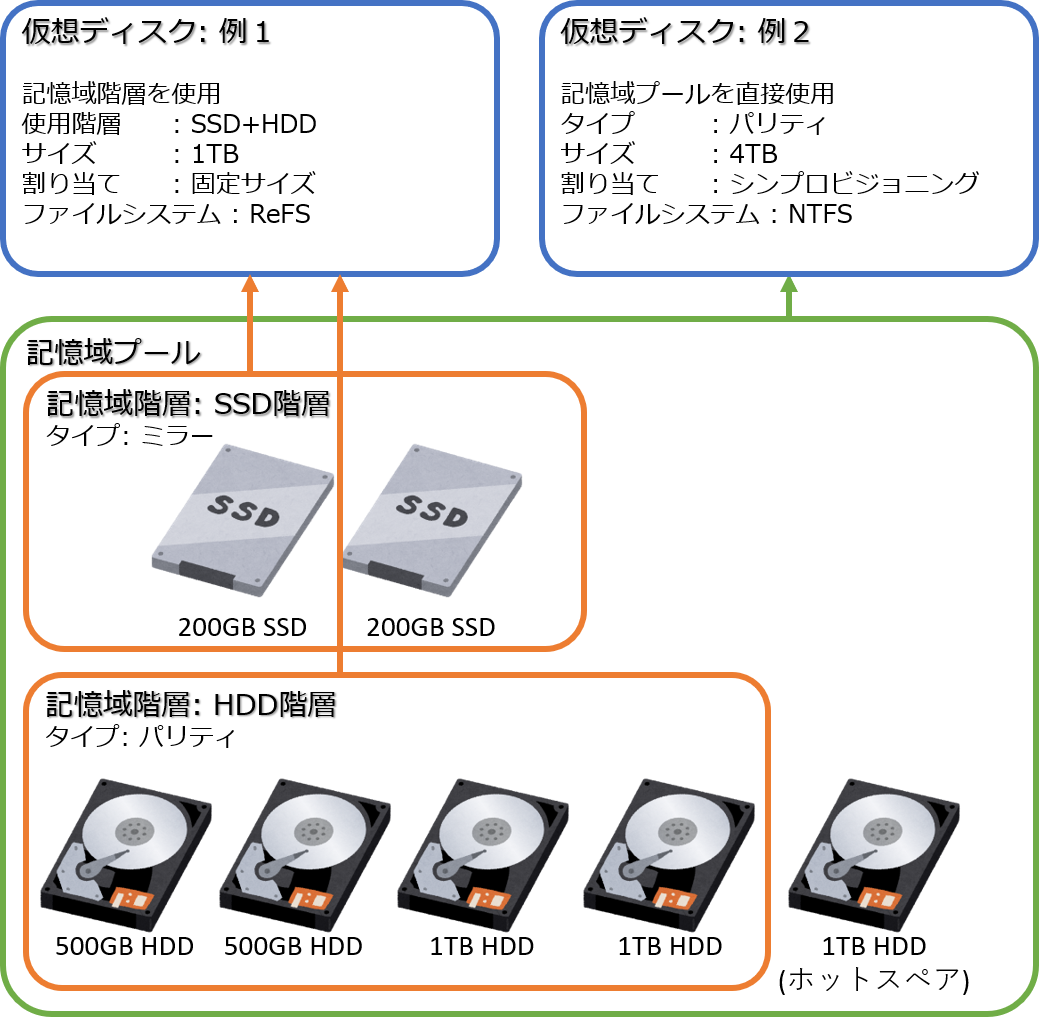 仮想ディスク: 例１
記憶域階層を使用
使用階層 : SSD+HDD
サイズ : 1TB
割り当て : 固定サイズ
ファイルシステム : ReFS
仮想ディスク: 例２
記憶域プールを直接使用
タイプ : パリティ
サイズ : 4TB
割り当て : シンプロビジョニング
ファイルシステム : NTFS
記憶域プール
記憶域階層: SSD階層
タイプ: ミラー
SSD
SSD
200GB SSD
200GB SSD
記憶域階層: HDD階層
タイプ: パリティ
500GB HDD
500GB HDD
1TB HDD
1TB HDD
1TB HDD
(ホットスペア)